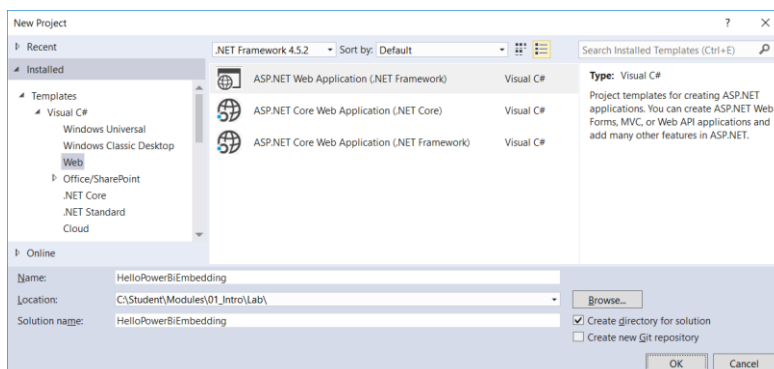 New Project ? ×
Recent
.NET Framework 4.5.2 Sort by: Default
Search Installed Templates (Ctrl+E)
Installed
Templates
Visual C#
Windows Universal
Windows Classic Desktop
Web
Office/SharePoint
.NET Core
.NET Standard
Cloud
Online
ASP.NET Web Application (.NET Framework) Visual C#
ASP.NET Core Web Application (.NET Core) Visual C#
ASP.NET Core Web Application (.NET Framework) Visual C#
Type: Visual C#
Project templates for creating ASP.NET
applications. You can create ASP.NET Web
Forms, MVC, or Web API applications and
add many other features in ASP.NET.
Name: HelloPowerBiEmbedding
Location: C:\Student\Modules\01_Intro\Lab\
Browse...
Solution name: HelloPowerBiEmbedding
Create directory for solution
Create new Git repository
OK Cancel